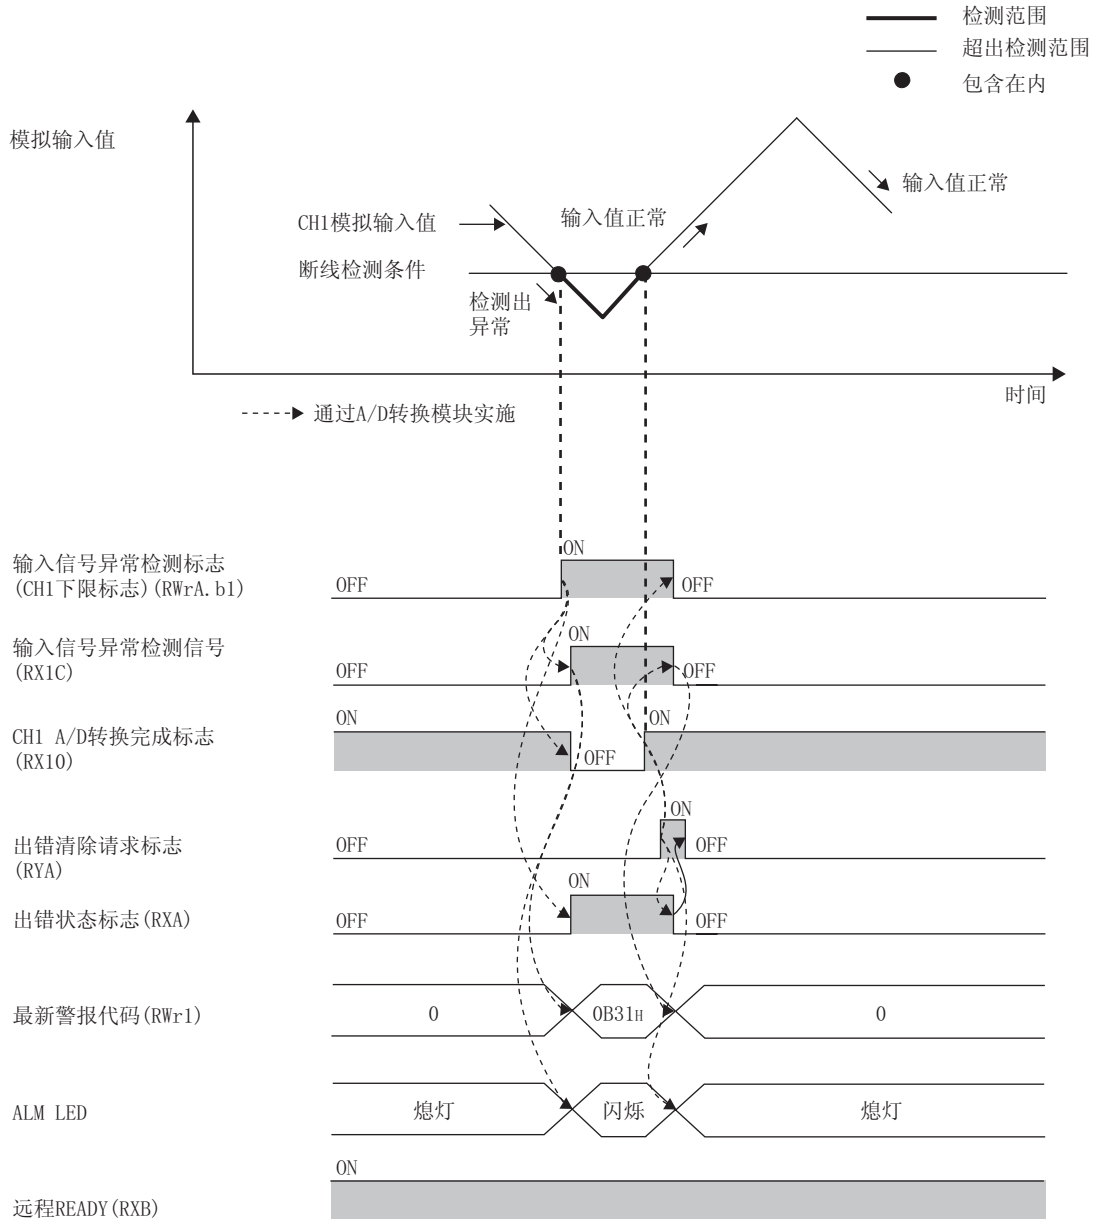 检测范围
超出检测范围
包含在内
模拟输入值
输入值正常
CH1模拟输入值
输入值正常
断线检测条件
检测出
异常
时间
通过A/D转换模块实施
输入信号异常检测标志
(CH1下限标志)(RWrA.b1)
OFF
ON
OFF
输入信号异常检测信号
(RX1C)
OFF
ON
OFF
CH1 A/D转换完成标志
(RX10)
ON
OFF
ON
出错清除请求标志
(RYA)
OFF
ON
OFF
出错状态标志(RXA)
OFF
ON
OFF
最新警报代码(RWr1)
0
0B31H
0
ALM LED
熄灯
闪烁
熄灯
远程READY(RXB)
ON